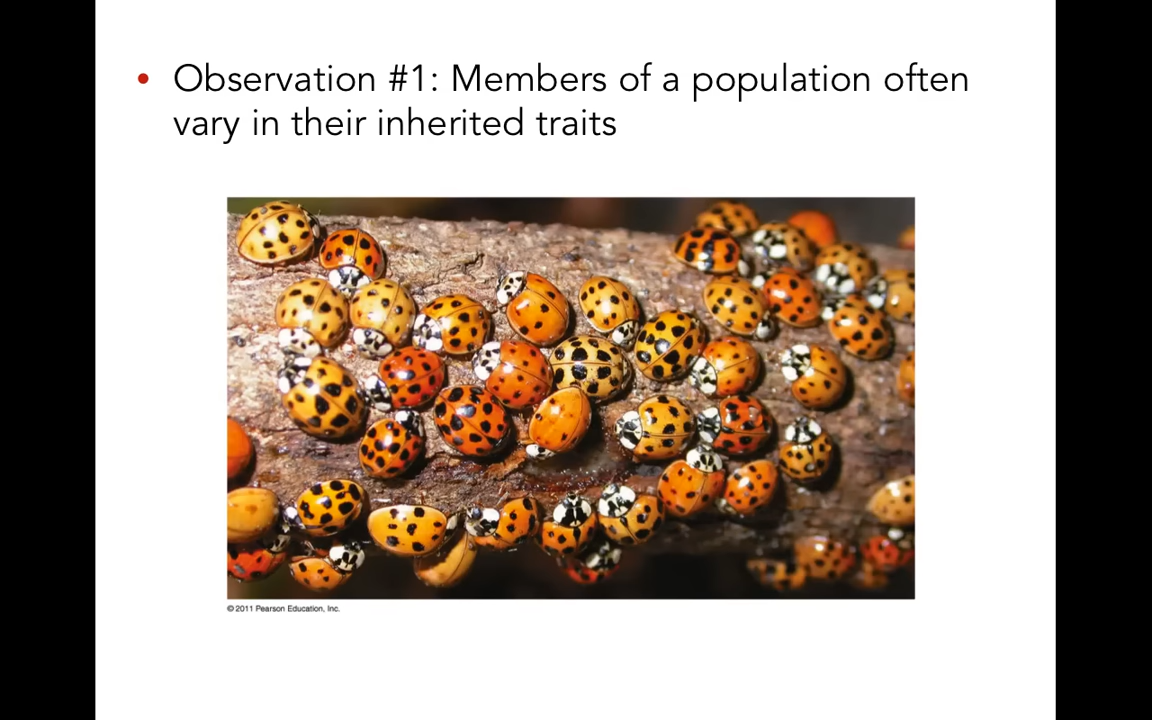 • Observation #1: Members of a population often
vary in their inherited traits
© 2011 Pearson Education, Inc.